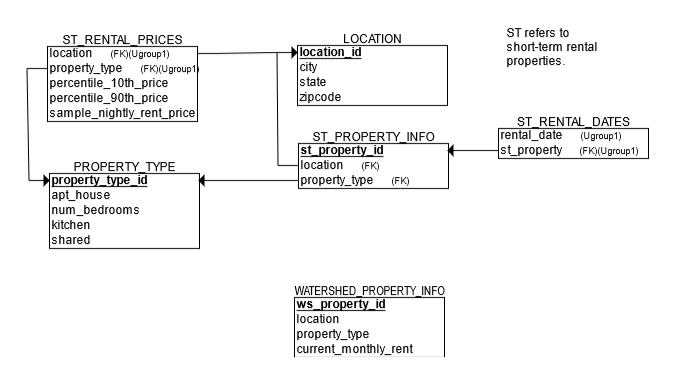 ST_RENTAL_PRICES
location (FK)(Ugroup1)
property_type (FK)(Ugroup1)
percentile_10th_price
percentile_90th_price
sample_nightly_rent_price
LOCATION
location_id
city
state
zipcode
ST refers to
short-term rental
properties.
ST_RENTAL_DATES
rental_date (Ugroup1)
st_property (FK)(Ugroup1)
ST_PROPERTY_INFO
st_property_id
location (FK)
property_type (FK)
PROPERTY_TYPE
property_type_id
apt_house
num_bedrooms
kitchen
shared
WATERSHED_PROPERTY_INFO
ws_property_id
location
property_type
current_monthly_rent